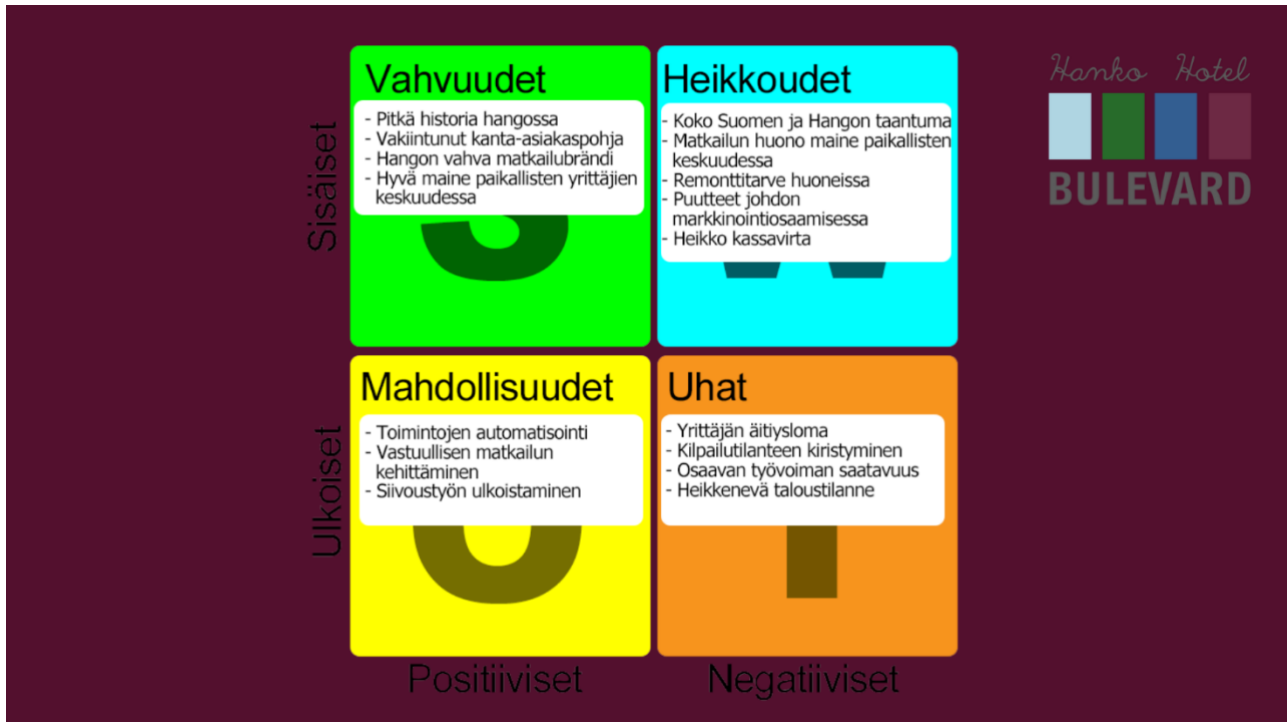 Hanko Hotel
BULEVARD
Sisäiset
Vahvuudet
- Pitkä historia hangossa
- Vakiintunut kanta-asiakaspohja
- Hangon vahva matkailubrändi
- Hyvä maine paikallisten yrittäjien
keskuudessa
S
Heikkoudet
- Koko Suomen ja Hangon taantuma
- Matkailun huono maine paikallisten
keskuudessa
- Remonttitarve huoneissa
- Puutteet johdon
markkinointiosaamisessa
- Heikko kassavirta
W
Ulkoiset
Mahdollisuudet
- Toimintojen automatisointi
- Vastuullisen matkailun
kehittäminen
- Siivoustyön ulkoistaminen
O
Uhat
- Yrittäjän äitiysloma
- Kilpailutilanteen kiristyminen
- Osaavan työvoiman saatavuus
- Heikkenevä taloustilanne
T
Positiiviset
Negatiiviset